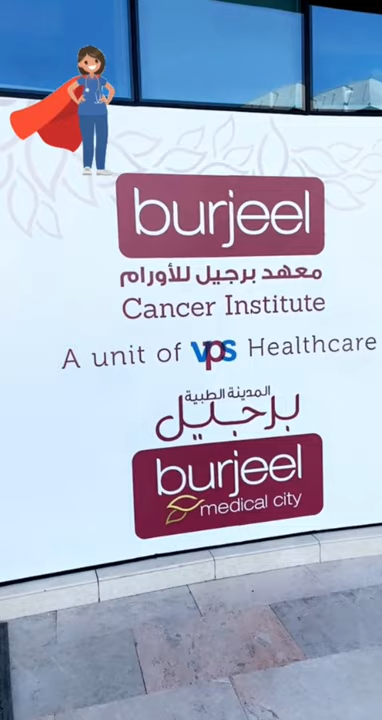 burjeel
معهد برجيل للأورام
Cancer Institute
A unit of vps Healthcare
المدينة الطبية
برجيل
burjeel
medical city